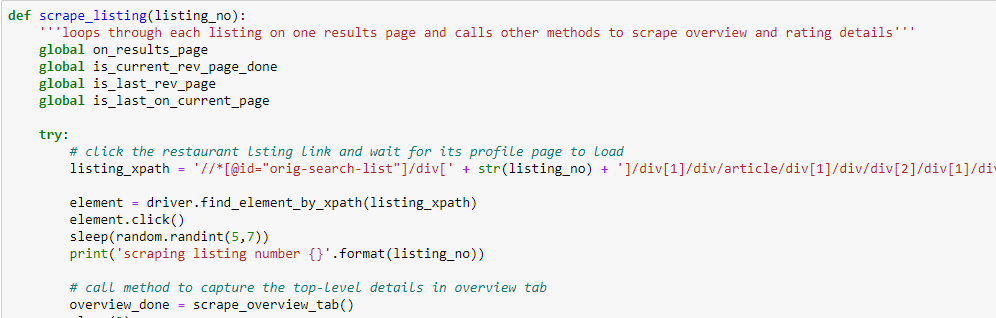 def scrape_listing(listing_no):
    '''loops through each listing on one results page and calls other methods to scrape overview and rating details'''
    global on_results_page
    global is_current_rev_page_done
    global is_last_rev_page
    global is_last_on_current_page
    try:
        # click the restaurant lsting link and wait for its profile page to load
        listing_xpath = '//*[@id="orig-search-list"]/div[' + str(listing_no) + ']/div[1]/div/article/div[1]/div/div[2]/div[1]/div
        element = driver.find_element_by_xpath(listing_xpath)
        element.click()
        sleep(random.randint(5,7))
        print('scraping listing number {}'.format(listing_no))
        # call method to capture the top-level details in overview tab
        overview_done = scrape_overview_tab()